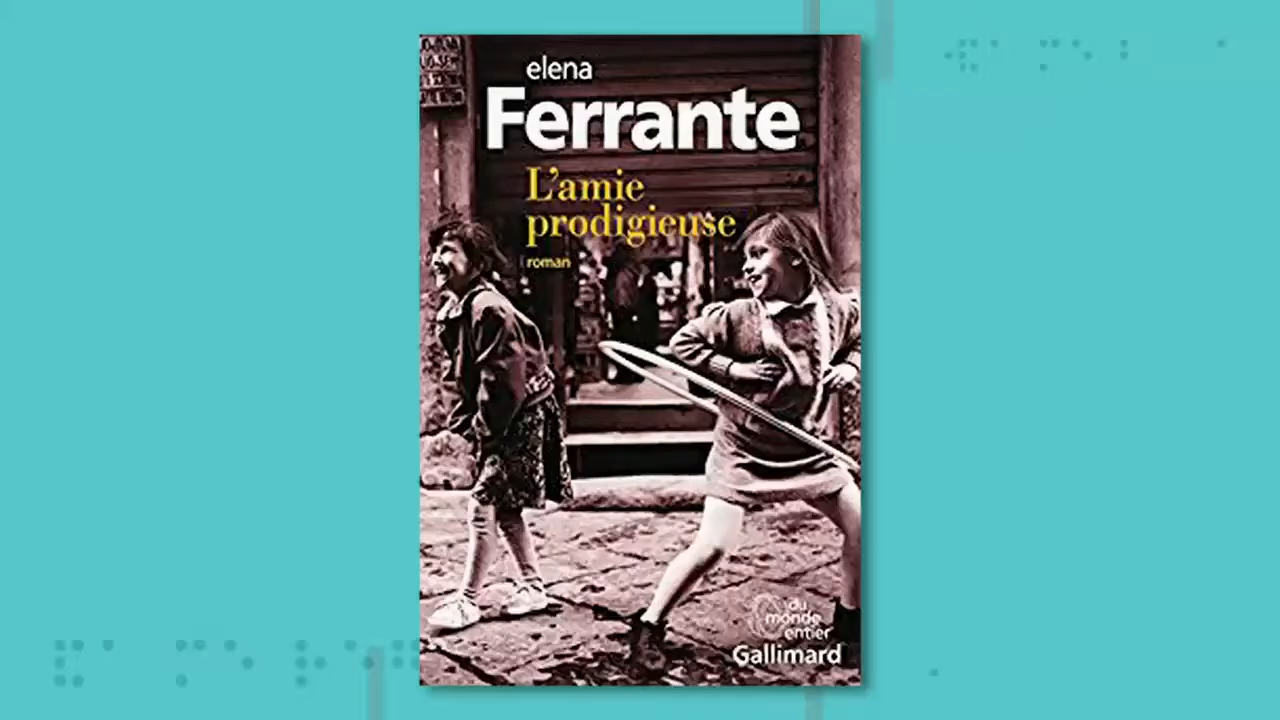 elena
Ferrante
L'amie
prodigieuse
roman
du
monde
entier
Gallimard